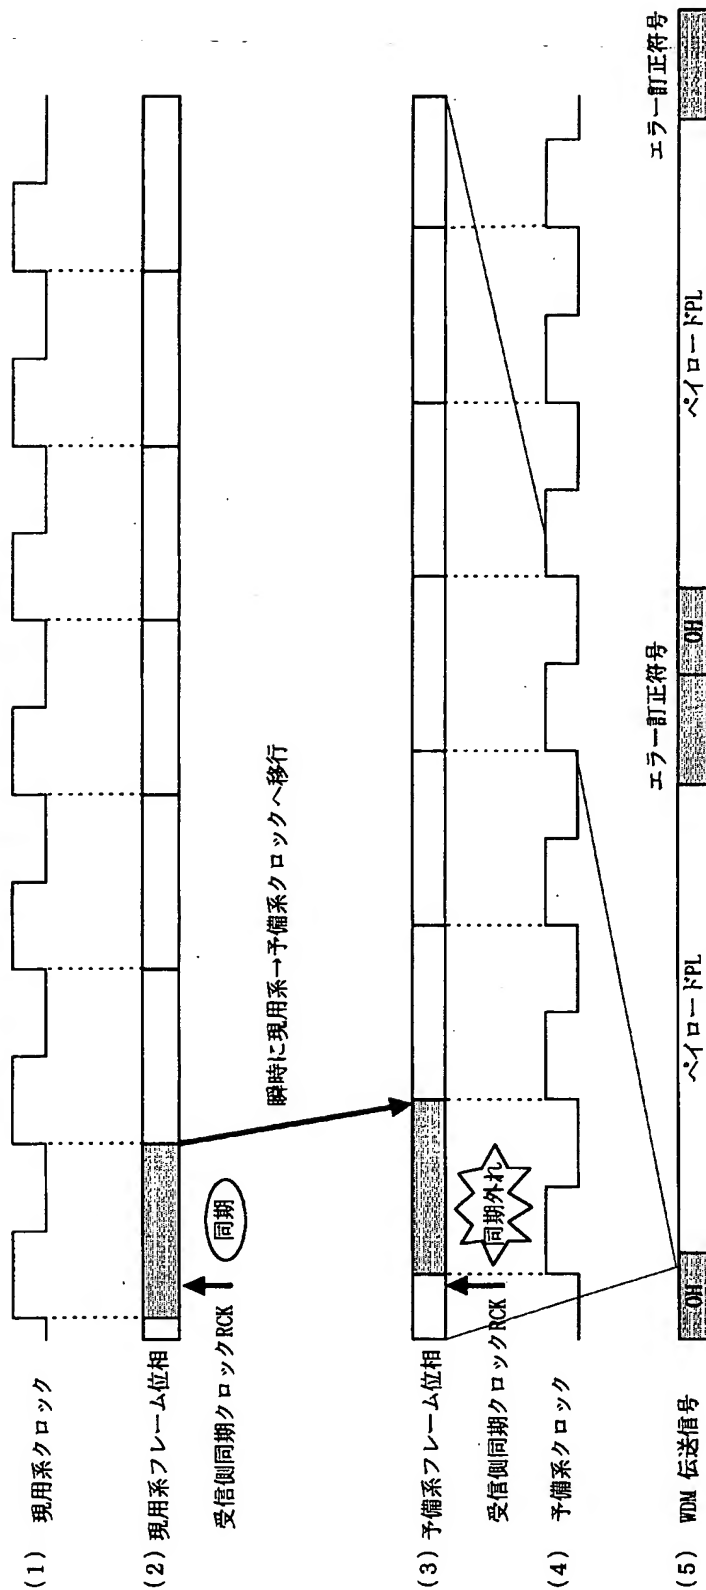 (1) 現用系クロック
(2) 現用系フレーム位相
受信側同期クロックRCK
同期
瞬時に現用系→予備系クロックへ移行
(3) 予備系フレーム位相
受信側同期クロックRCK
同期外れ
(4) 予備系クロック
エラー訂正符号
エラー訂正符号
(5) WDM 伝送信号
OH
ペイロードPL
OH
ペイロードPL